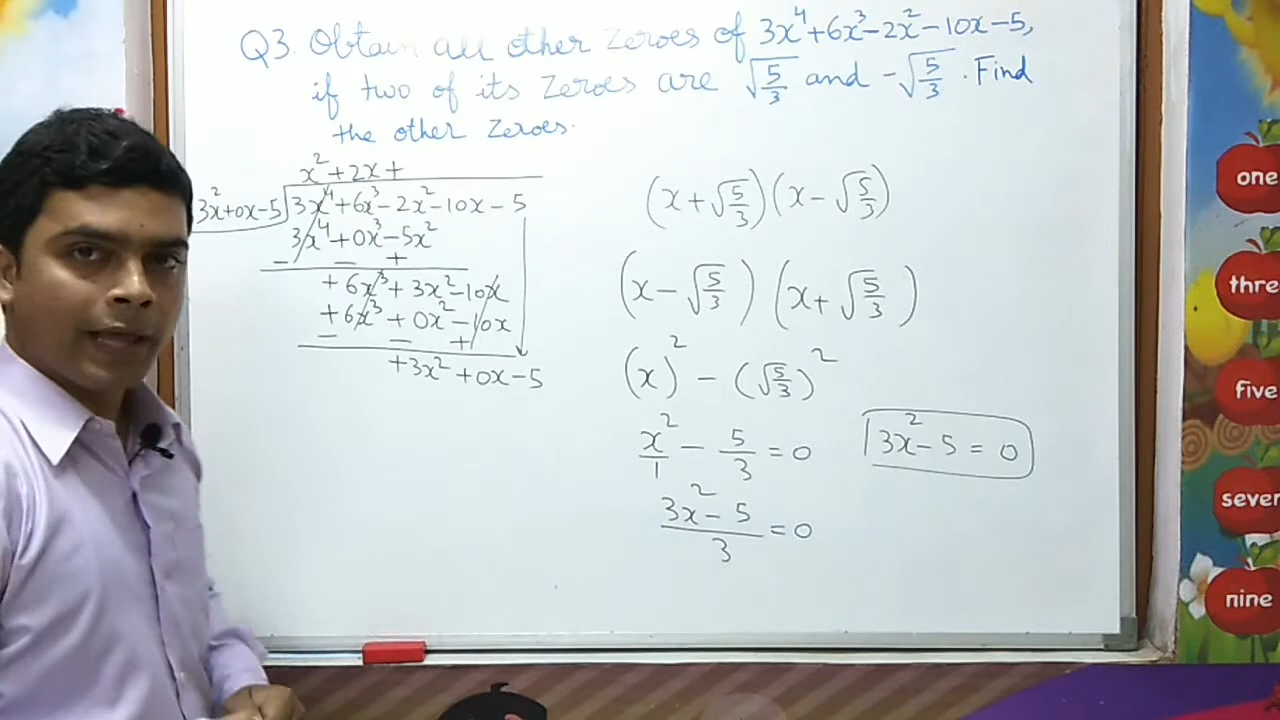 Q3. Obtain all other zeroes of 3x⁴+6x³-2x²-10x-5,
if two of its zeroes are √(5/3) and -√(5/3). Find
the other zeroes.
x²+2x+
3x²+0x-5 ) 3x⁴+6x³-2x²-10x-5
3x⁴+0x³-5x²
- - +
+6x³+3x²-10x
+6x³+0x²-10x
- - +
+3x²+0x-5
(x+√(5/3))(x-√(5/3))
(x-√(5/3))(x+√(5/3))
(x)²-(√(5/3))²
x²/1 - 5/3 = 0
3x²-5 = 0
(3x²-5)/3 = 0
one
three
five
seven
nine